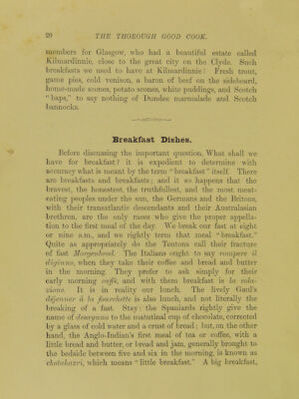 20 THE THOROUGH GOOD COOK.
members for Glasgow, who had a beautiful estate called
Kilmardinnie, close to the great city on the Clyde. Such
breakfasts we used to have at Kilmardinnie! Fresh trout,
game pies, cold venison, a baron of beef on the sideboard,
home-made scones, potato scones, white puddings, and Scotch
"baps," to say nothing of Dundee marmalade and Scotch
bannocks.
Breakfast Dishes.
Before discussing the important question, What shall we
have for breakfast? it is expedient to determine with
accuracy what is meant by the term "breakfast" itself. There
are breakfasts and breakfasts; and it so happens that the
bravest, the honestest, the truthfullest, and the most meat-
eating peoples under the sun, the Germans and the Britons,
with their transatlantic descendants and their Australasian
brethren, are the only races who give the proper appella-
tion to the first meal of the day. We break our fast at eight
or nine a.m., and we rightly term that meal "breakfast."
Quite as appropriately do the Teutons call their fracture
of fast Morgenbrod. The Italians ought to say rompere il
digiuno, when they take their coffee and bread and butter
in the morning. They prefer to ask simply for their
early morning caffè, and with them breakfast is la cola-
zione. It is in reality our lunch. The lively Gaul's
déjeuner à la fourchette is also lunch, and not literally the
breaking of a fast. Stay: the Spaniards rightly give the
name of desayuno to the matutinal cup of chocolate, corrected
by a glass of cold water and a crust of bread; but, on the other
hand, the Anglo-Indian's first meal of tea or coffee, with a
little bread and butter, or bread and jam, generally brought to
the bedside between five and six in the morning, is known as
chotahazri, which means "little breakfast." A big breakfast,